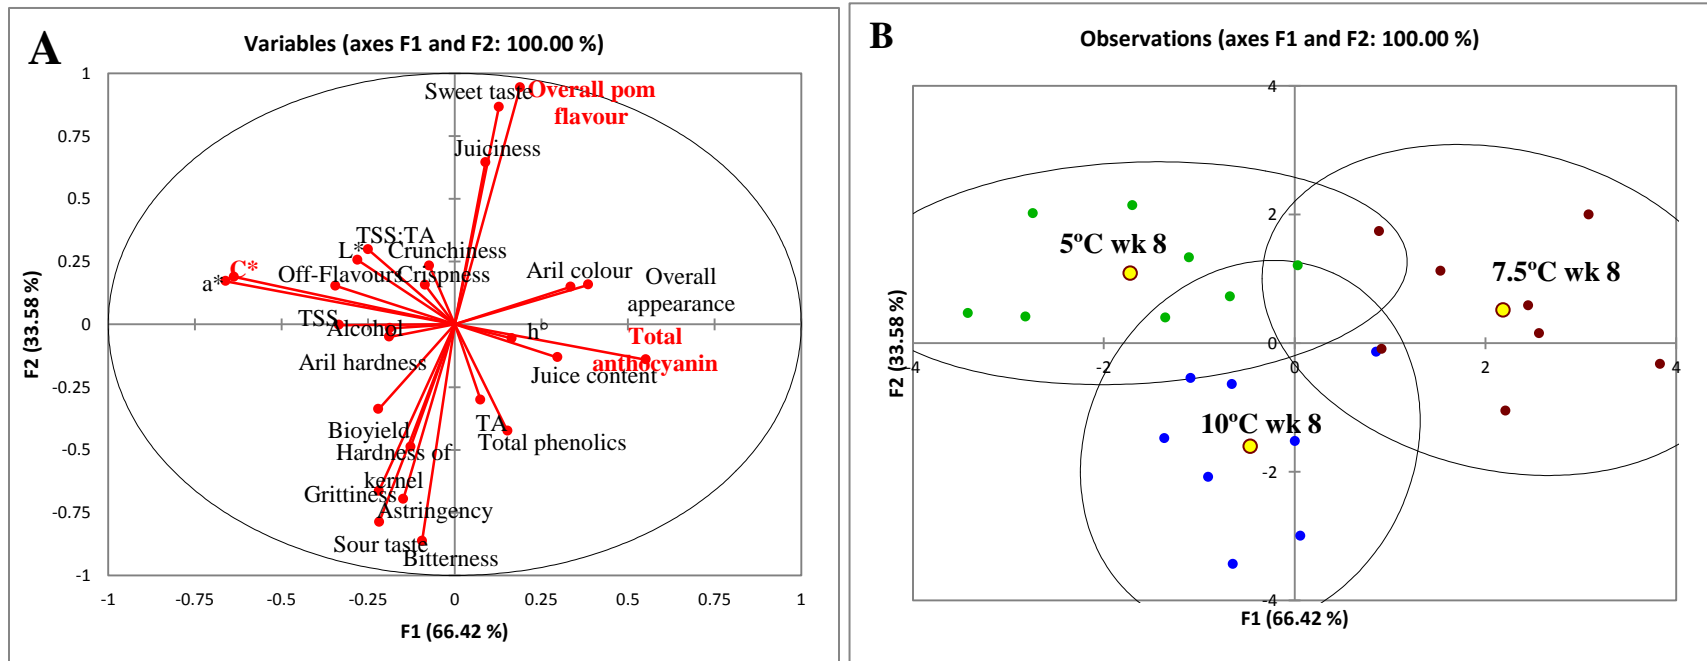 A
Variables (axes F1 and F2: 100.00 %)
1
Sweet taste
Overall pom
flavour
0.75
Juiciness
0.5
TSS:TA
L*
Crunchiness
0.25
C*
Off-Flavours
Crispness
Aril colour
Overall
appearance
a*
TSS
0
Alcohol
h°
Total
anthocyanin
Aril hardness
Juice content
-0.25
TA
Bioyield
Total phenolics
Hardness of
kernel
-0.5
Grittiness
Astringency
-0.75
Sour taste
Bitterness
-1
-1
-0.75
-0.5
-0.25
0
0.25
0.5
0.75
1
F1 (66.42 %)
F2 (33.58 %)
B
Observations (axes F1 and F2: 100.00 %)
4
2
5ºC wk 8
7.5ºC wk 8
0
-4
-2
0
2
4
10ºC wk 8
-2
-4
F1 (66.42 %)
F2 (33.58 %)